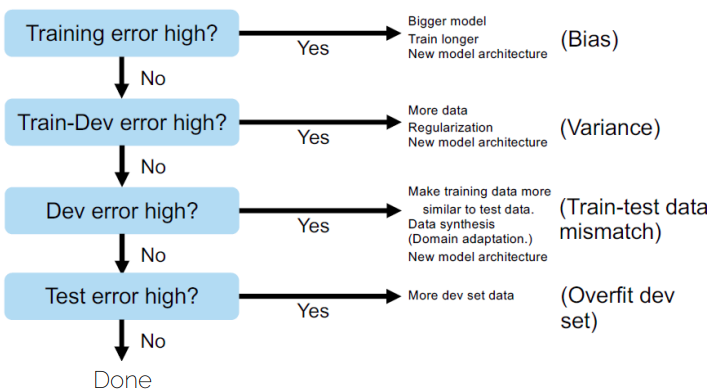 Training error high?
Yes
Bigger model
Train longer
New model architecture
(Bias)
No
Train-Dev error high?
Yes
More data
Regularization
New model architecture
(Variance)
No
Dev error high?
Yes
Make training data more
similar to test data.
Data synthesis
(Domain adaptation.)
New model architecture
(Train-test data
mismatch)
No
Test error high?
Yes
More dev set data
(Overfit dev
set)
No
Done